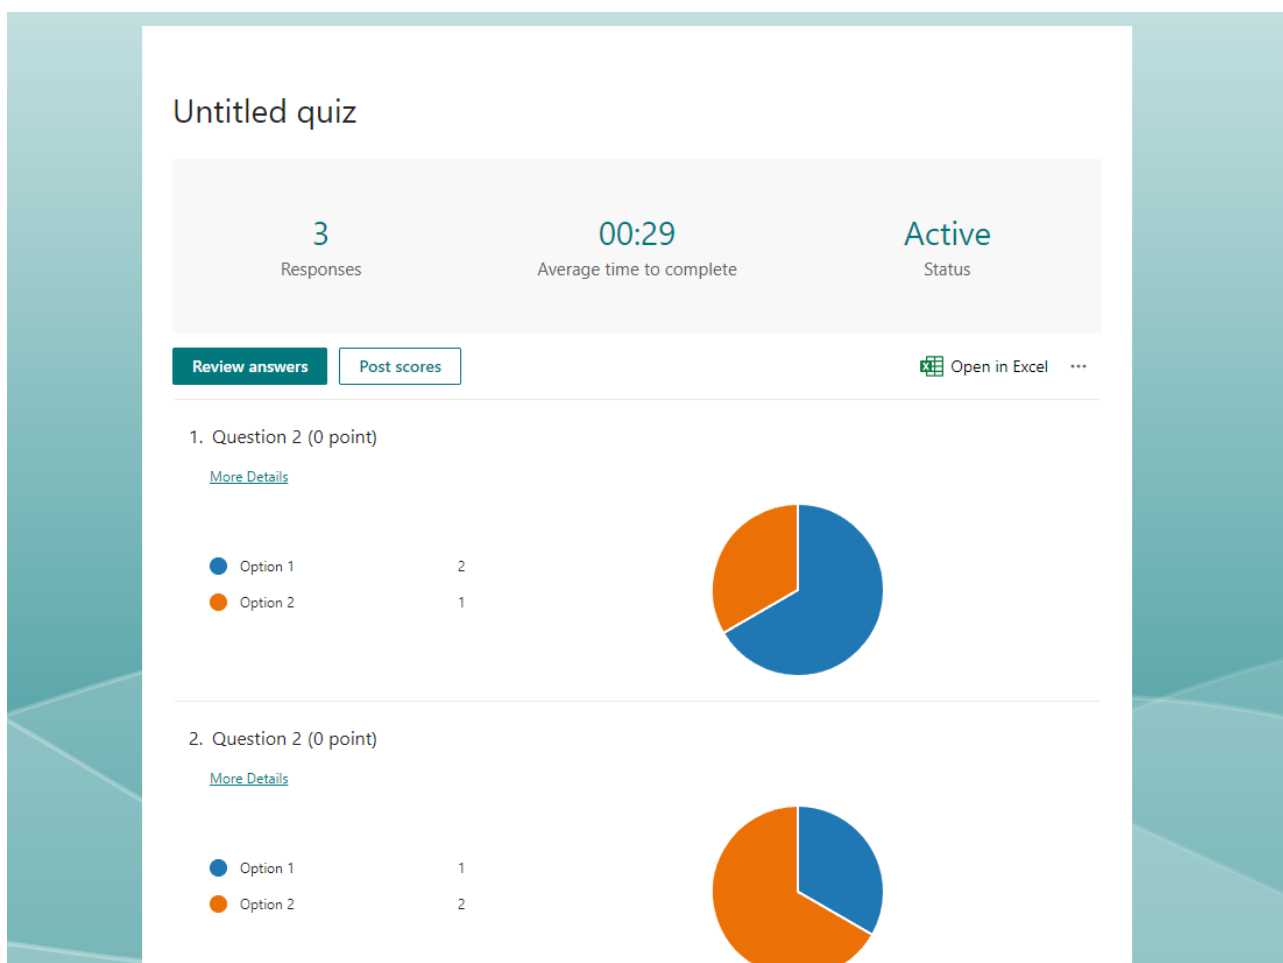 Untitled quiz
3 00:29 Active
Responses Average time to complete Status
Review answers Post scores Open in Excel ...
1. Question 2 (0 point)
More Details
Option 1 2
Option 2 1
2. Question 2 (0 point)
More Details
Option 1 1
Option 2 2